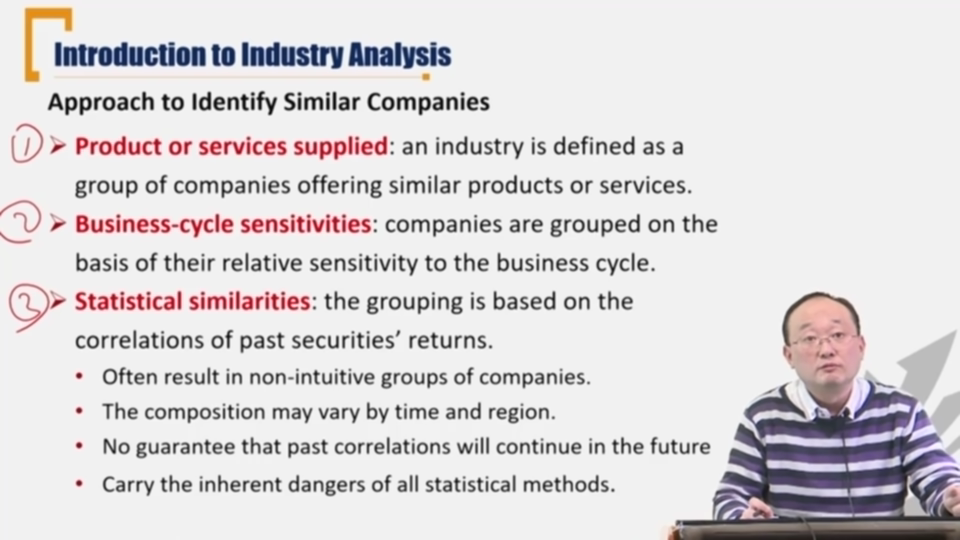 Introduction to Industry Analysis
Approach to Identify Similar Companies
1 ➢ Product or services supplied: an industry is defined as a
group of companies offering similar products or services.
2 ➢ Business-cycle sensitivities: companies are grouped on the
basis of their relative sensitivity to the business cycle.
3 ➢ Statistical similarities: the grouping is based on the
correlations of past securities’ returns.
• Often result in non-intuitive groups of companies.
• The composition may vary by time and region.
• No guarantee that past correlations will continue in the future
• Carry the inherent dangers of all statistical methods.